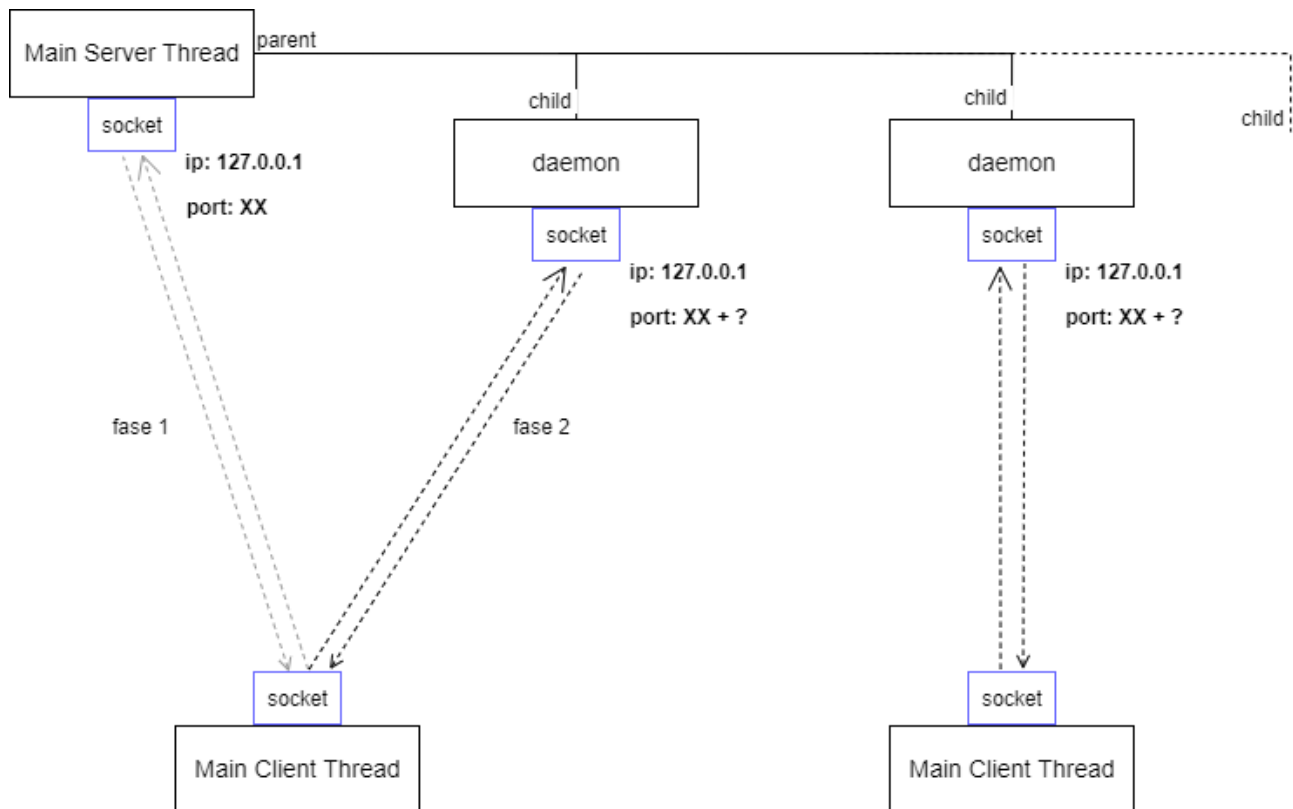 Main Server Thread
parent
child
child
child
socket
ip: 127.0.0.1
port: XX
daemon
socket
ip: 127.0.0.1
port: XX + ?
daemon
socket
ip: 127.0.0.1
port: XX + ?
fase 1
fase 2
socket
Main Client Thread
socket
Main Client Thread